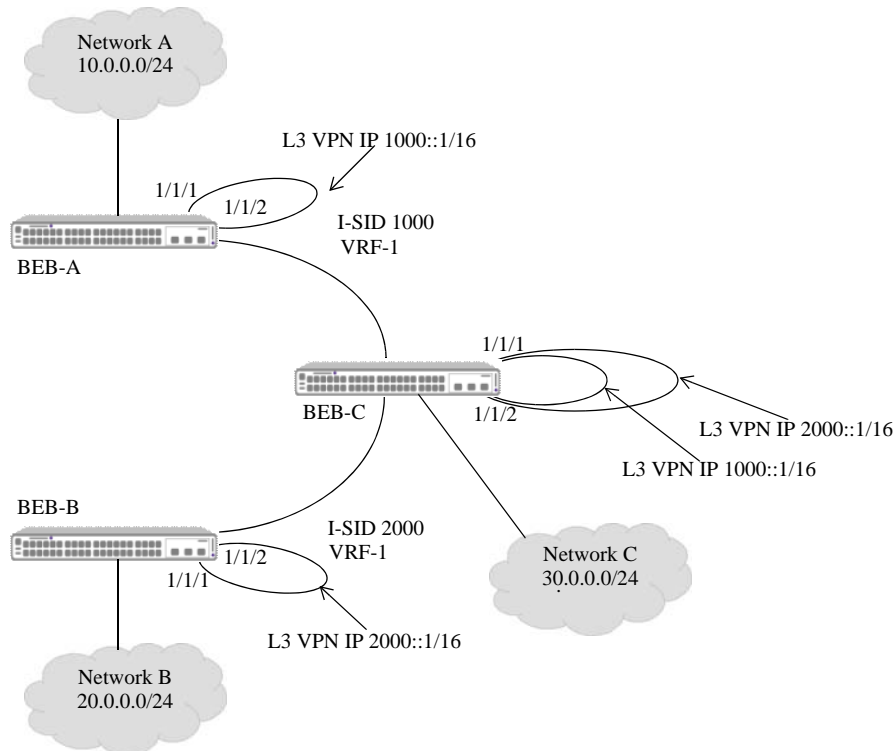 Network A
10.0.0.0/24
L3 VPN IP 1000::1/16
1/1/1
1/1/2
I-SID 1000
VRF-1
BEB-A
1/1/1
BEB-C
1/1/2
L3 VPN IP 2000::1/16
L3 VPN IP 1000::1/16
BEB-B
I-SID 2000
VRF-1
1/1/2
1/1/1
Network C
30.0.0.0/24
L3 VPN IP 2000::1/16
Network B
20.0.0.0/24